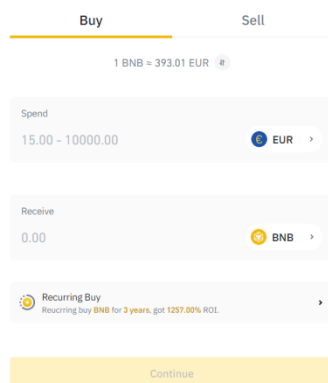 Buy Sell
1 BNB ≈ 393.01 EUR
Spend
15.00 - 10000.00 EUR
Receive
0.00 BNB
Recurring Buy
Reucrring buy BNB for 3 years, got 1257.00% ROI.
Continue